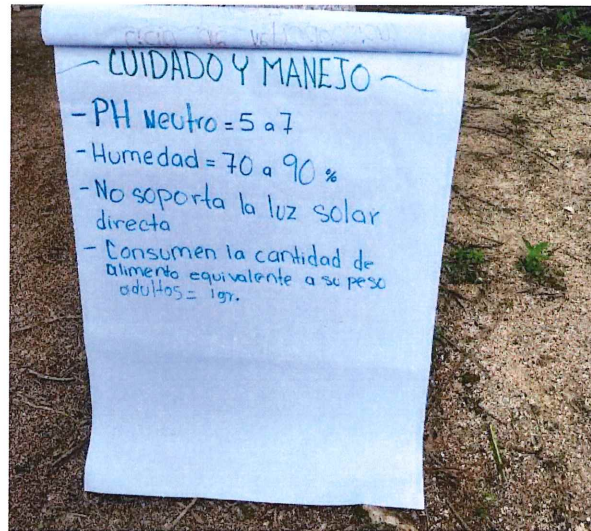 CUIDADO Y MANEJO
- PH Neutro = 5 a 7
- Humedad = 70 a 90 %
- No soporta la luz solar
directa
- Consumen la cantidad de
alimento equivalente a su peso
adultos = 1gr.